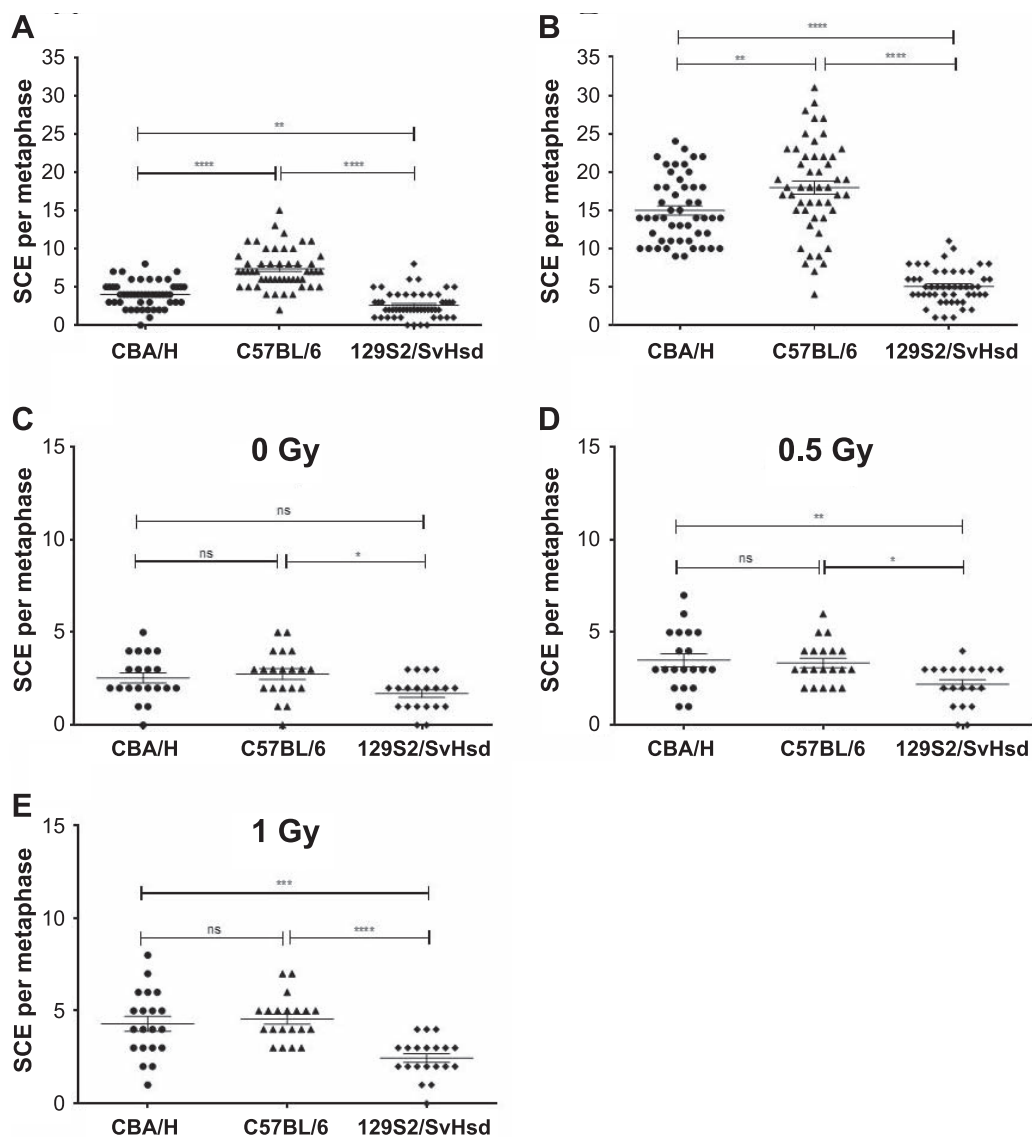 A
SCE per metaphase
35
30
25
20
15
10
5
0
**
****
****
CBA/H
C57BL/6
129S2/SvHsd
B
SCE per metaphase
35
30
25
20
15
10
5
0
****
**
****
CBA/H
C57BL/6
129S2/SvHsd
C
0 Gy
SCE per metaphase
15
10
5
0
ns
ns
*
CBA/H
C57BL/6
129S2/SvHsd
D
0.5 Gy
SCE per metaphase
15
10
5
0
**
ns
*
CBA/H
C57BL/6
129S2/SvHsd
E
1 Gy
SCE per metaphase
15
10
5
0
***
ns
****
CBA/H
C57BL/6
129S2/SvHsd